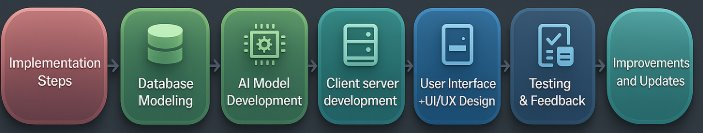 Implementation
Steps
Database
Modeling
AI Model
Development
Client server
development
User Interface
+UI/UX Design
Testing
& Feedback
Improvements
and Updates